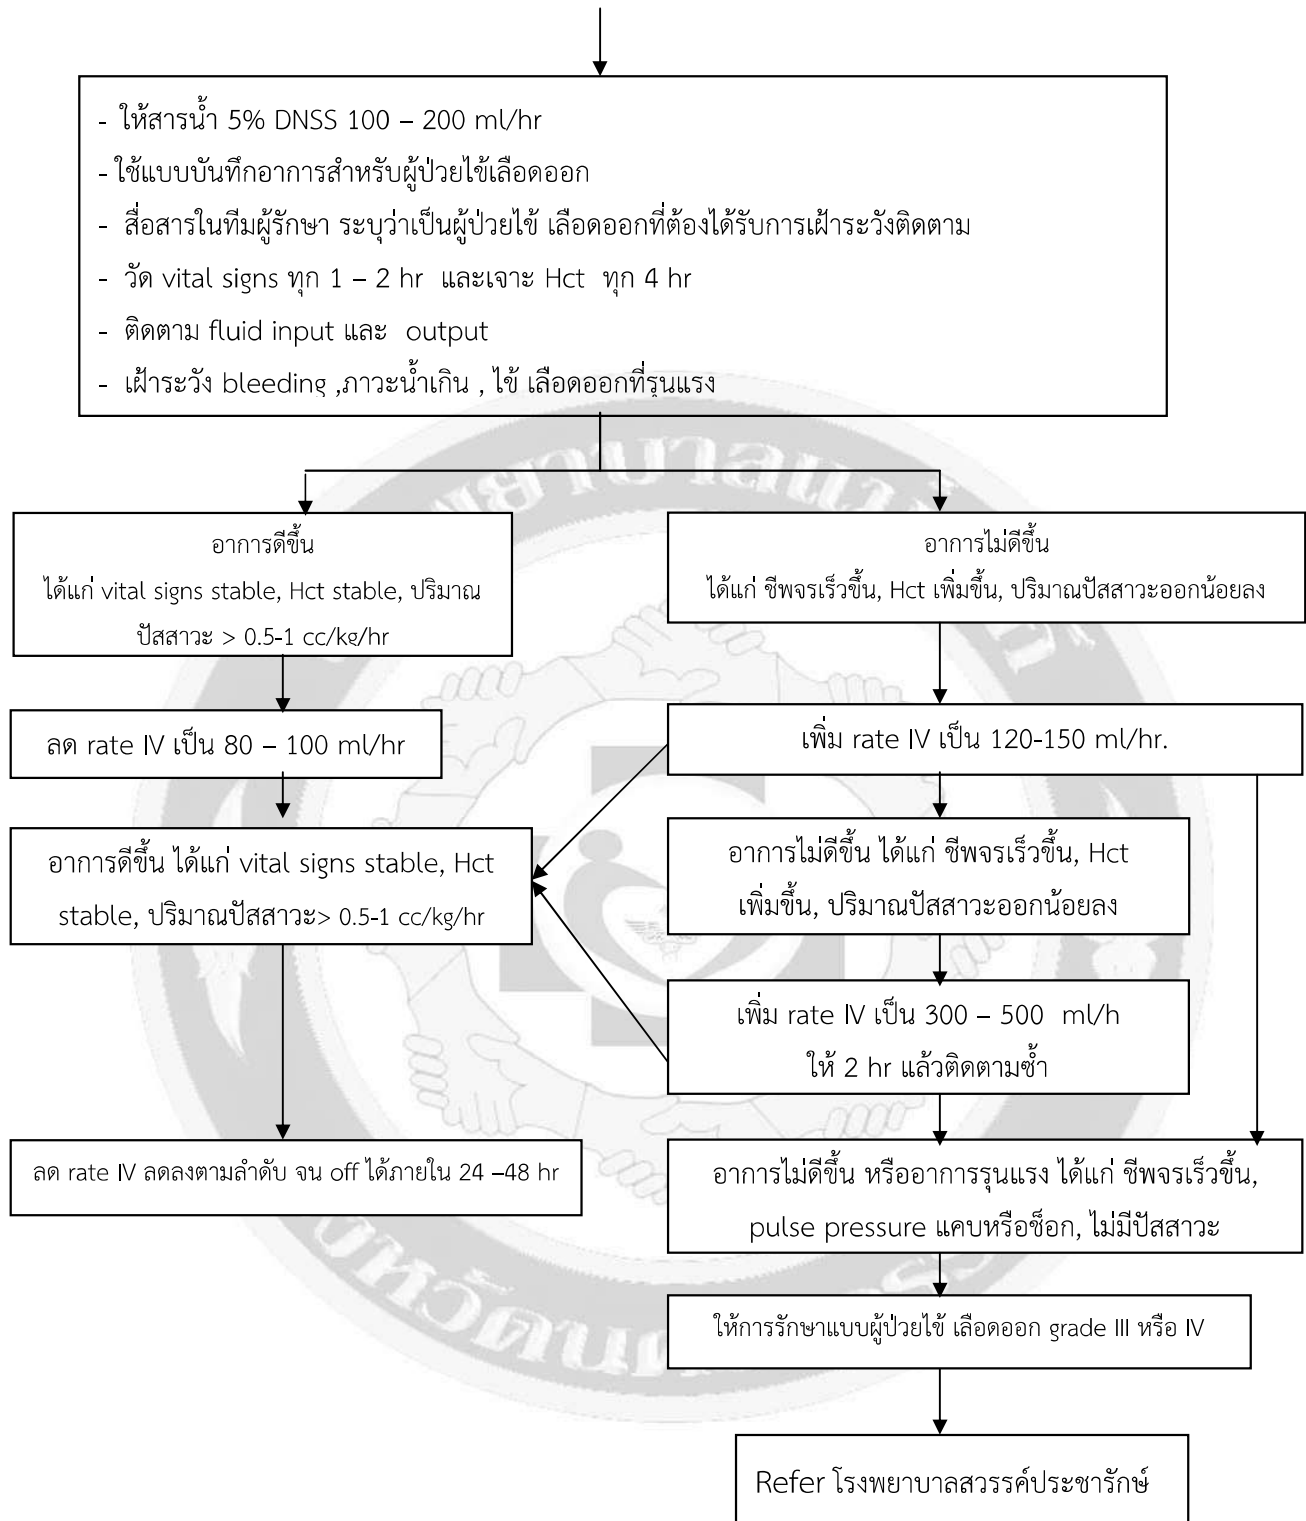 - ให้สารน้ำ 5% DNSS 100 – 200 ml/hr
- ใช้แบบบันทึกอาการสำหรับผู้ป่วยไข้เลือดออก
- สื่อสารในทีมผู้รักษา ระบุว่าเป็นผู้ป่วยไข้ เลือดออกที่ต้องได้รับการเฝ้าระวังติดตาม
- วัด vital signs ทุก 1 – 2 hr และเจาะ Hct ทุก 4 hr
- ติดตาม fluid input และ output
- เฝ้าระวัง bleeding ,ภาวะน้ำเกิน , ไข้ เลือดออกที่รุนแรง
อาการดีขึ้น
ได้แก่ vital signs stable, Hct stable, ปริมาณ
ปัสสาวะ > 0.5-1 cc/kg/hr
อาการไม่ดีขึ้น
ได้แก่ ชีพจรเร็วขึ้น, Hct เพิ่มขึ้น, ปริมาณปัสสาวะออกน้อยลง
ลด rate IV เป็น 80 – 100 ml/hr
เพิ่ม rate IV เป็น 120-150 ml/hr.
อาการดีขึ้น ได้แก่ vital signs stable, Hct
stable, ปริมาณปัสสาวะ> 0.5-1 cc/kg/hr
อาการไม่ดีขึ้น ได้แก่ ชีพจรเร็วขึ้น, Hct
เพิ่มขึ้น, ปริมาณปัสสาวะออกน้อยลง
เพิ่ม rate IV เป็น 300 – 500 ml/h
ให้ 2 hr แล้วติดตามซ้ำ
ลด rate IV ลดลงตามลำดับ จน off ได้ภายใน 24 –48 hr
อาการไม่ดีขึ้น หรืออาการรุนแรง ได้แก่ ชีพจรเร็วขึ้น,
pulse pressure แคบหรือช็อก, ไม่มีปัสสาวะ
ให้การรักษาแบบผู้ป่วยไข้ เลือดออก grade III หรือ IV
Refer โรงพยาบาลสวรรค์ประชารักษ์